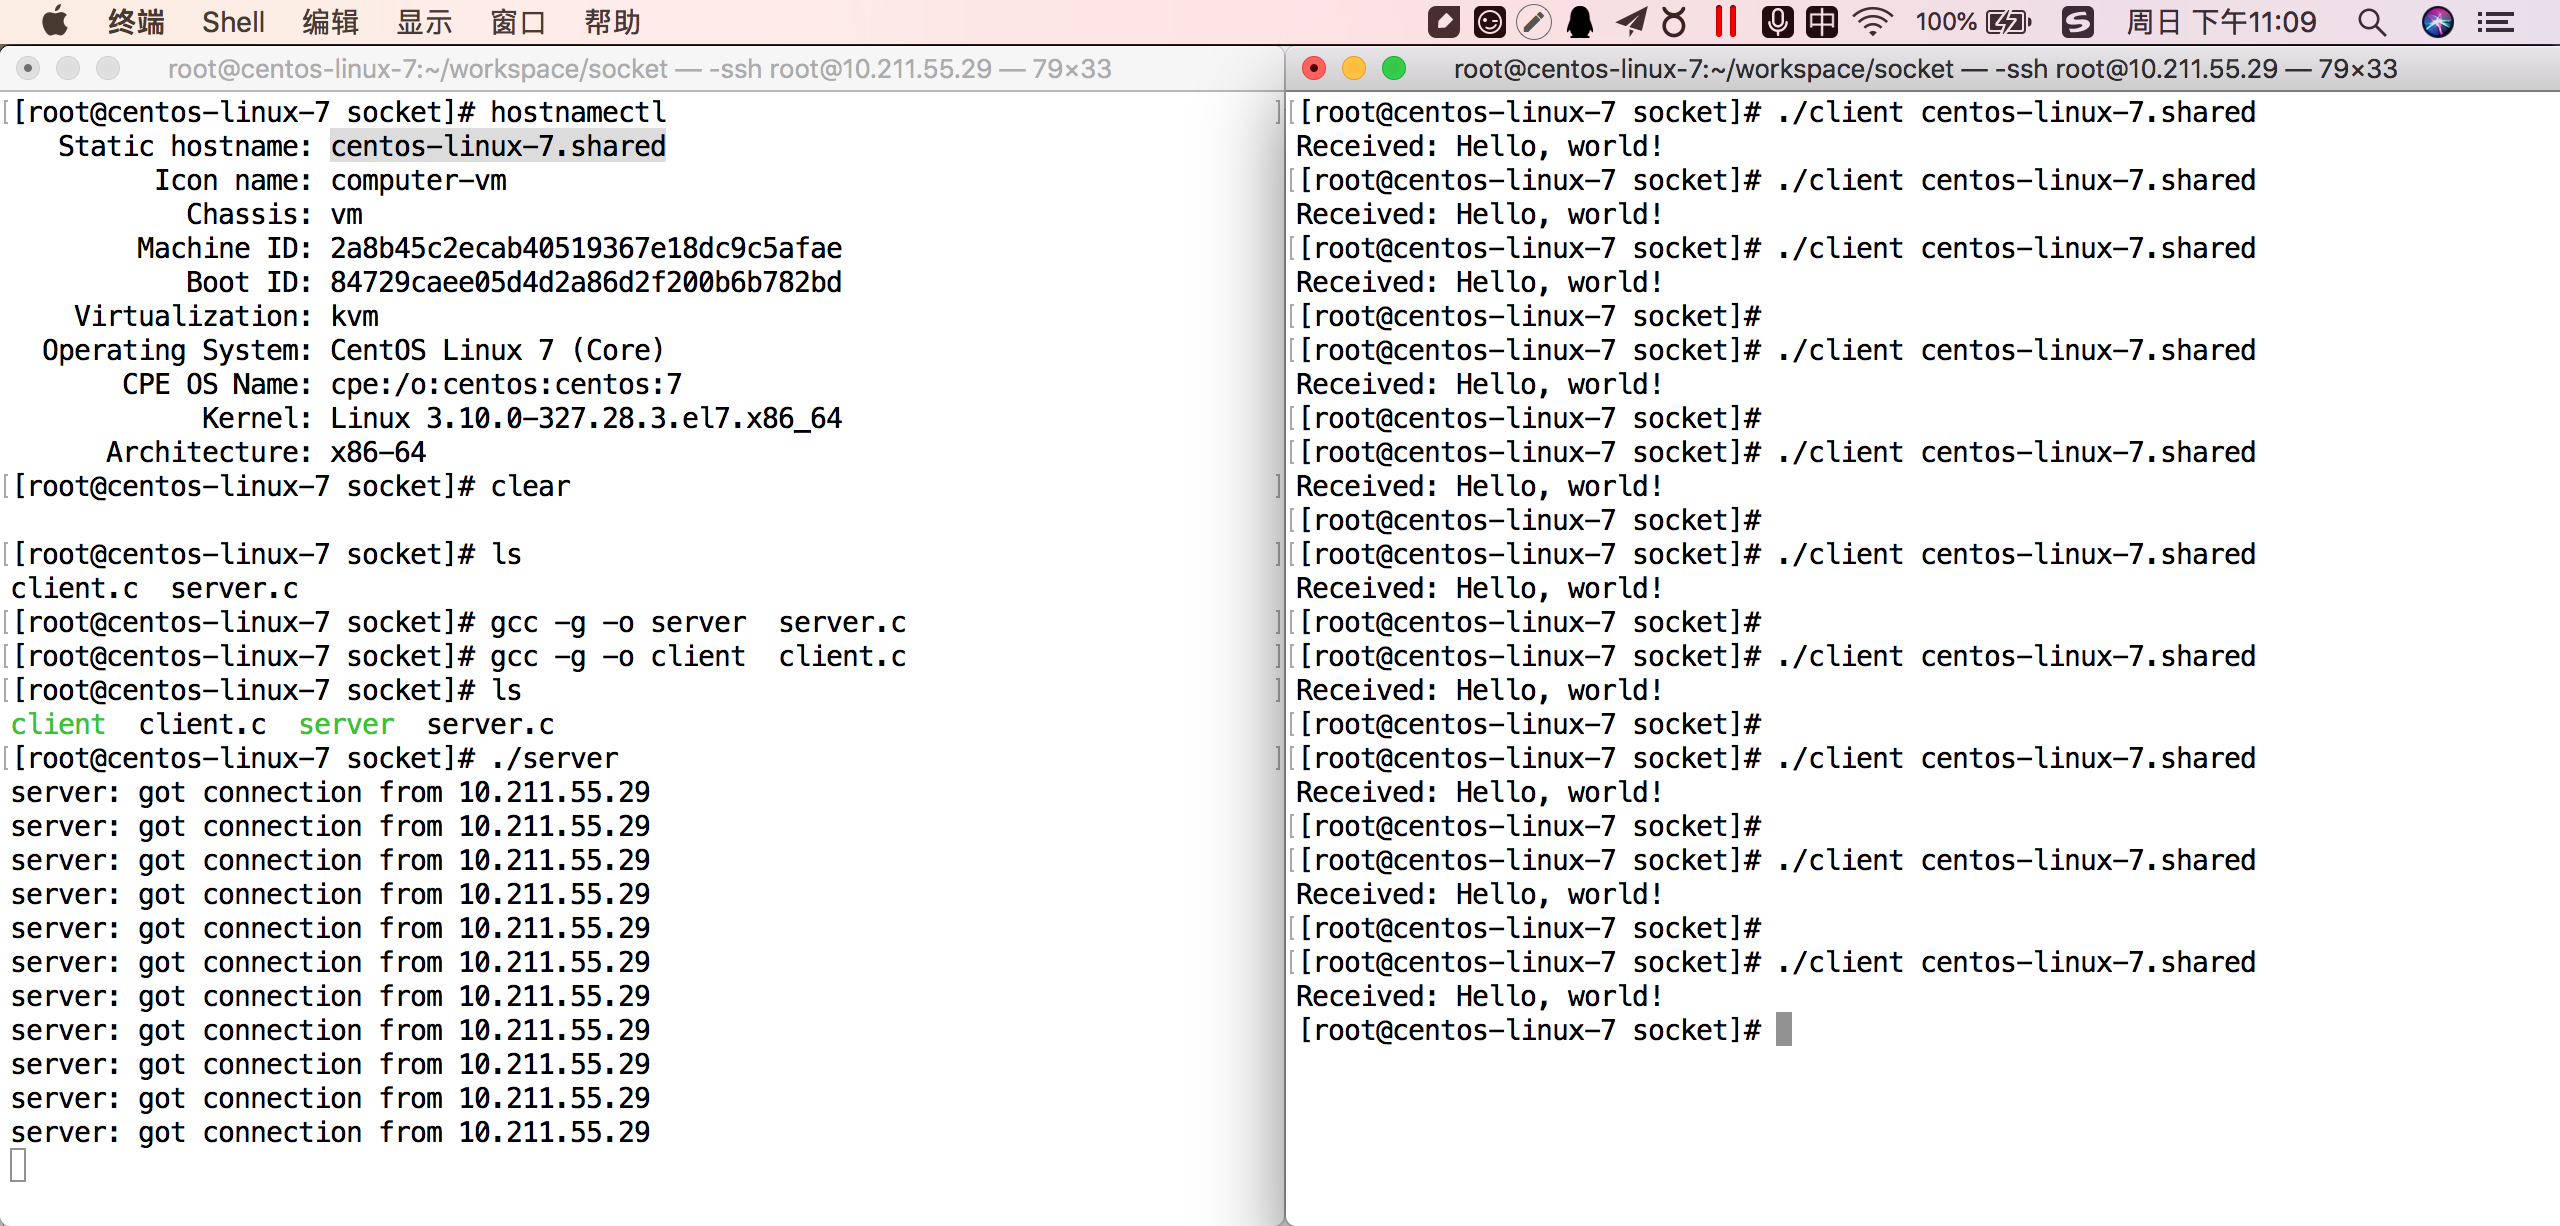 终端 Shell 编辑 显示 窗口 帮助 中 100% 周日 下午11:09
root@centos-linux-7:~/workspace/socket — -ssh root@10.211.55.29 — 79×33
[root@centos-linux-7 socket]# hostnamectl
Static hostname: centos-linux-7.shared
Icon name: computer-vm
Chassis: vm
Machine ID: 2a8b45c2ecab40519367e18dc9c5afae
Boot ID: 84729caee05d4d2a86d2f200b6b782bd
Virtualization: kvm
Operating System: CentOS Linux 7 (Core)
CPE OS Name: cpe:/o:centos:centos:7
Kernel: Linux 3.10.0-327.28.3.el7.x86_64
Architecture: x86-64
[root@centos-linux-7 socket]# clear
[root@centos-linux-7 socket]# ls
client.c  server.c
[root@centos-linux-7 socket]# gcc -g -o server  server.c
[root@centos-linux-7 socket]# gcc -g -o client  client.c
[root@centos-linux-7 socket]# ls
client  client.c  server  server.c
[root@centos-linux-7 socket]# ./server
server: got connection from 10.211.55.29
server: got connection from 10.211.55.29
server: got connection from 10.211.55.29
server: got connection from 10.211.55.29
server: got connection from 10.211.55.29
server: got connection from 10.211.55.29
server: got connection from 10.211.55.29
server: got connection from 10.211.55.29
server: got connection from 10.211.55.29
server: got connection from 10.211.55.29
server: got connection from 10.211.55.29
root@centos-linux-7:~/workspace/socket — -ssh root@10.211.55.29 — 79×33
[root@centos-linux-7 socket]# ./client centos-linux-7.shared
Received: Hello, world!
[root@centos-linux-7 socket]# ./client centos-linux-7.shared
Received: Hello, world!
[root@centos-linux-7 socket]# ./client centos-linux-7.shared
Received: Hello, world!
[root@centos-linux-7 socket]#
[root@centos-linux-7 socket]# ./client centos-linux-7.shared
Received: Hello, world!
[root@centos-linux-7 socket]#
[root@centos-linux-7 socket]# ./client centos-linux-7.shared
Received: Hello, world!
[root@centos-linux-7 socket]#
[root@centos-linux-7 socket]# ./client centos-linux-7.shared
Received: Hello, world!
[root@centos-linux-7 socket]#
[root@centos-linux-7 socket]# ./client centos-linux-7.shared
Received: Hello, world!
[root@centos-linux-7 socket]#
[root@centos-linux-7 socket]# ./client centos-linux-7.shared
Received: Hello, world!
[root@centos-linux-7 socket]#
[root@centos-linux-7 socket]# ./client centos-linux-7.shared
Received: Hello, world!
[root@centos-linux-7 socket]#
[root@centos-linux-7 socket]# ./client centos-linux-7.shared
Received: Hello, world!
[root@centos-linux-7 socket]#